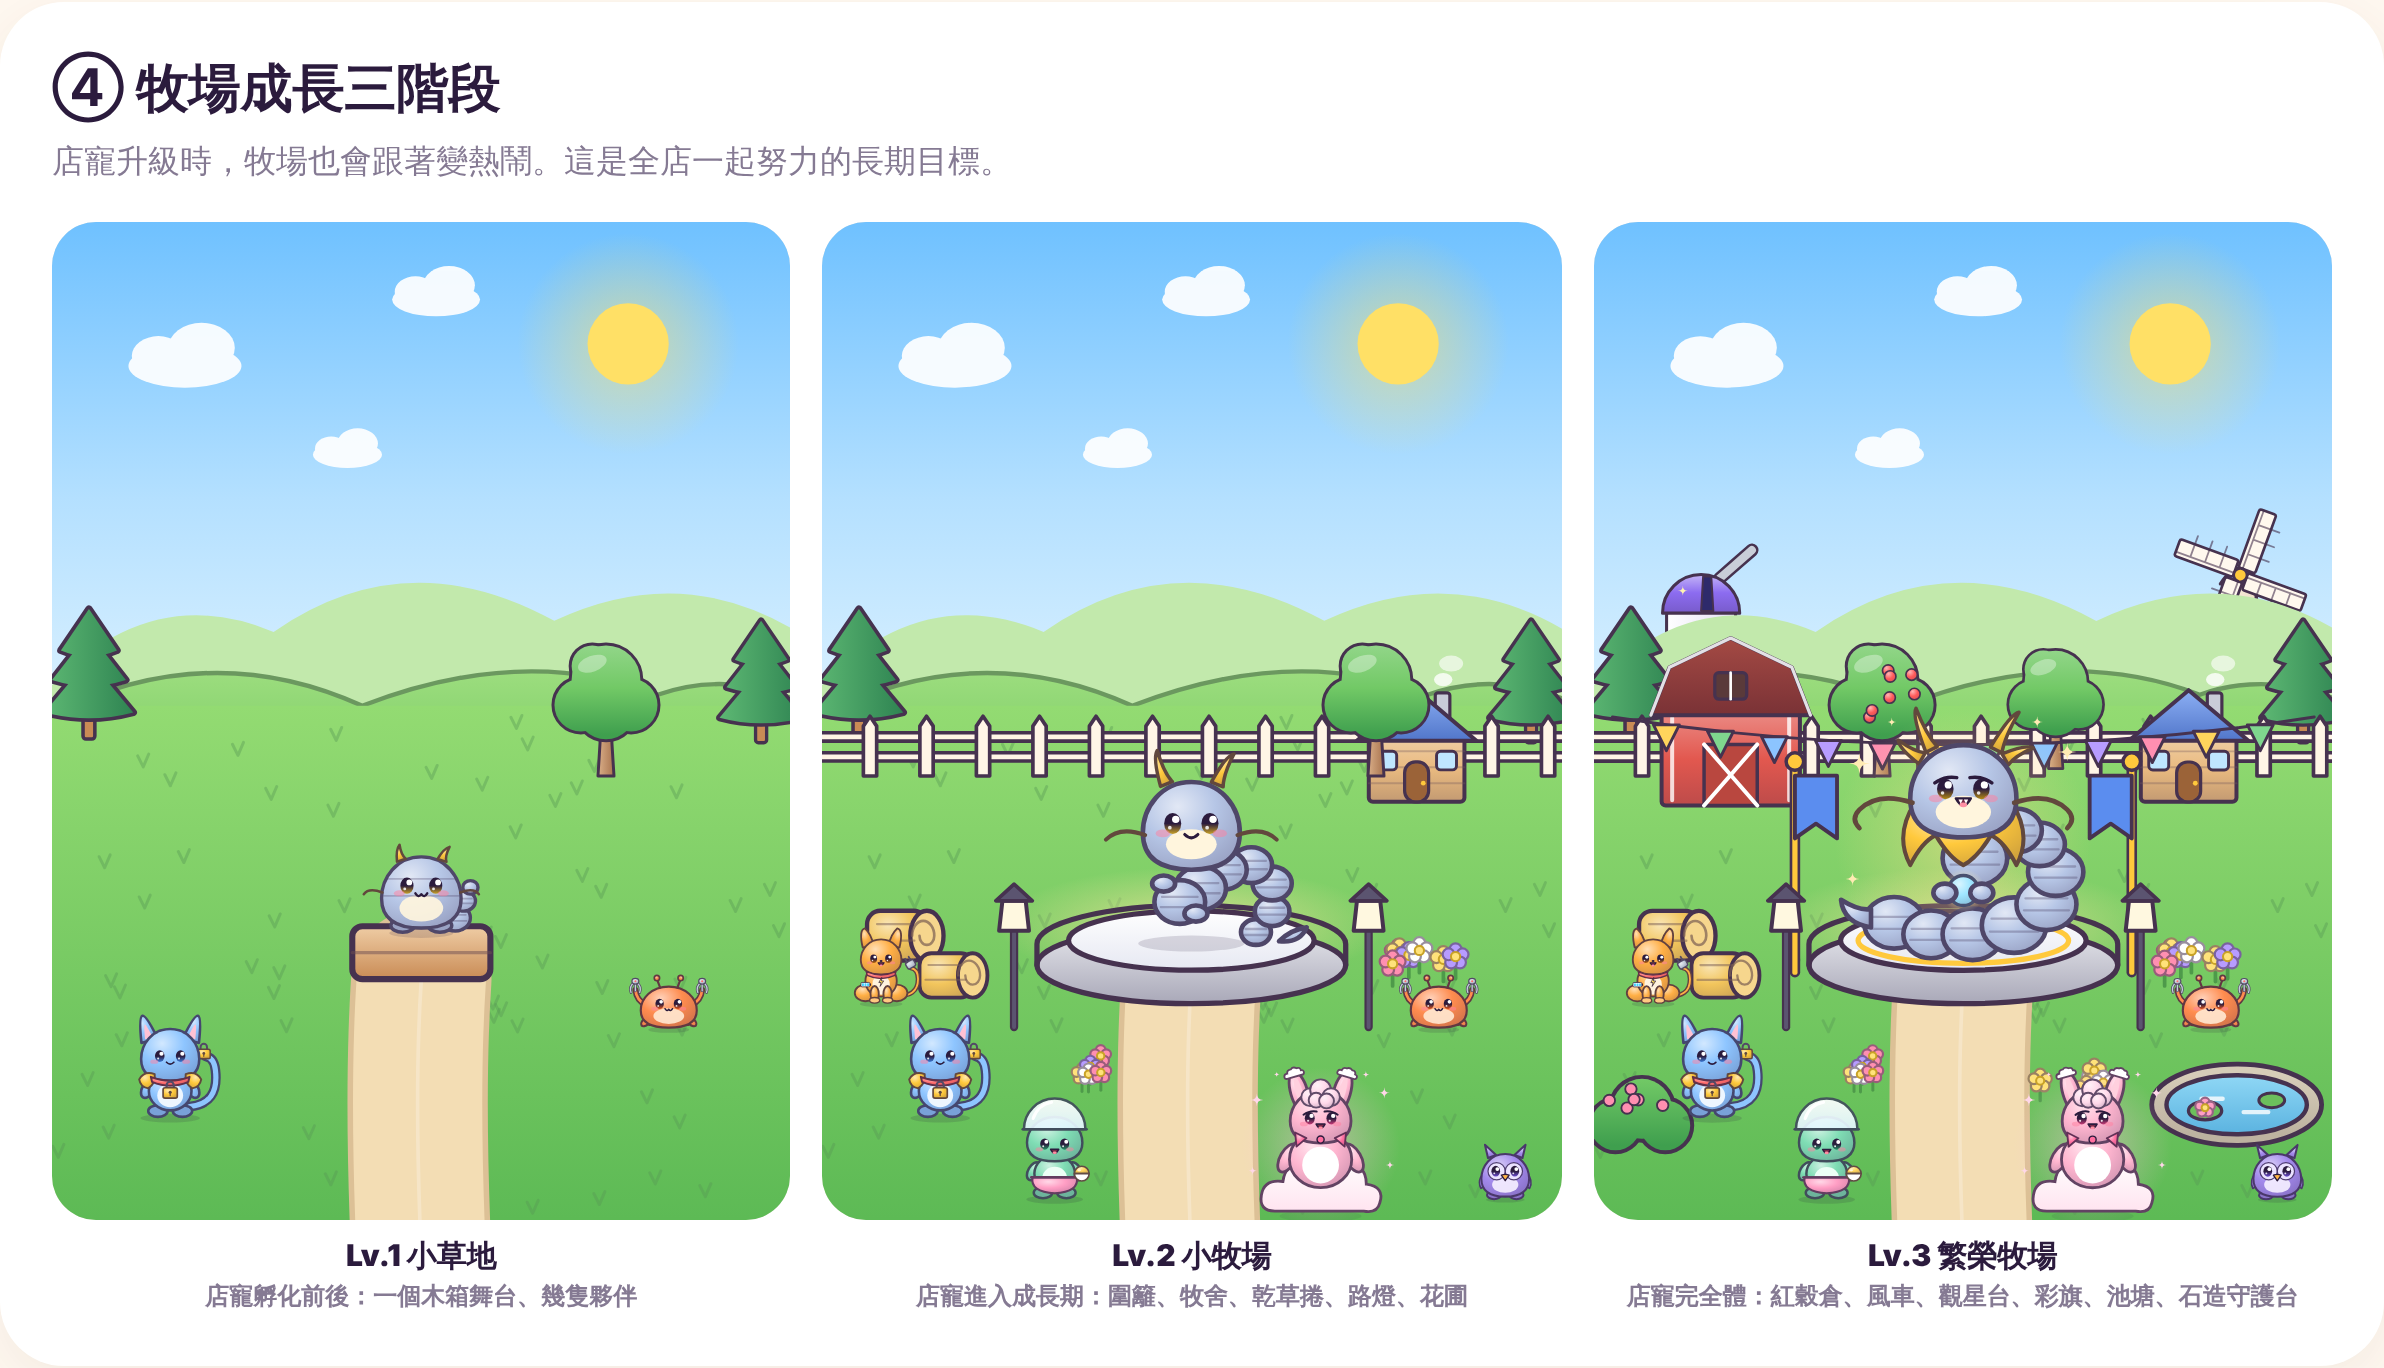 ④ 牧場成長三階段
店寵升級時，牧場也會跟著變熱鬧。這是全店一起努力的長期目標。
Lv.1 小草地
店寵孵化前後：一個木箱舞台、幾隻夥伴
Lv.2 小牧場
店寵進入成長期：圍籬、牧舍、乾草捲、路燈、花圃
Lv.3 繁榮牧場
店寵完全體：紅穀倉、風車、觀星台、彩旗、池塘、石造守護台